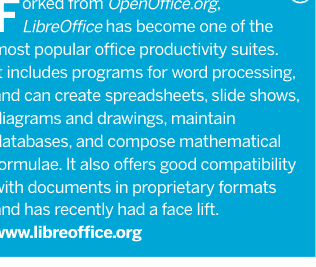 Forked from OpenOffice.org,
LibreOffice has become one of the
most popular office productivity suites.
It includes programs for word processing,
and can create spreadsheets, slide shows,
diagrams and drawings, maintain
databases, and compose mathematical
formulae. It also offers good compatibility
with documents in proprietary formats
and has recently had a face lift.
www.libreoffice.org